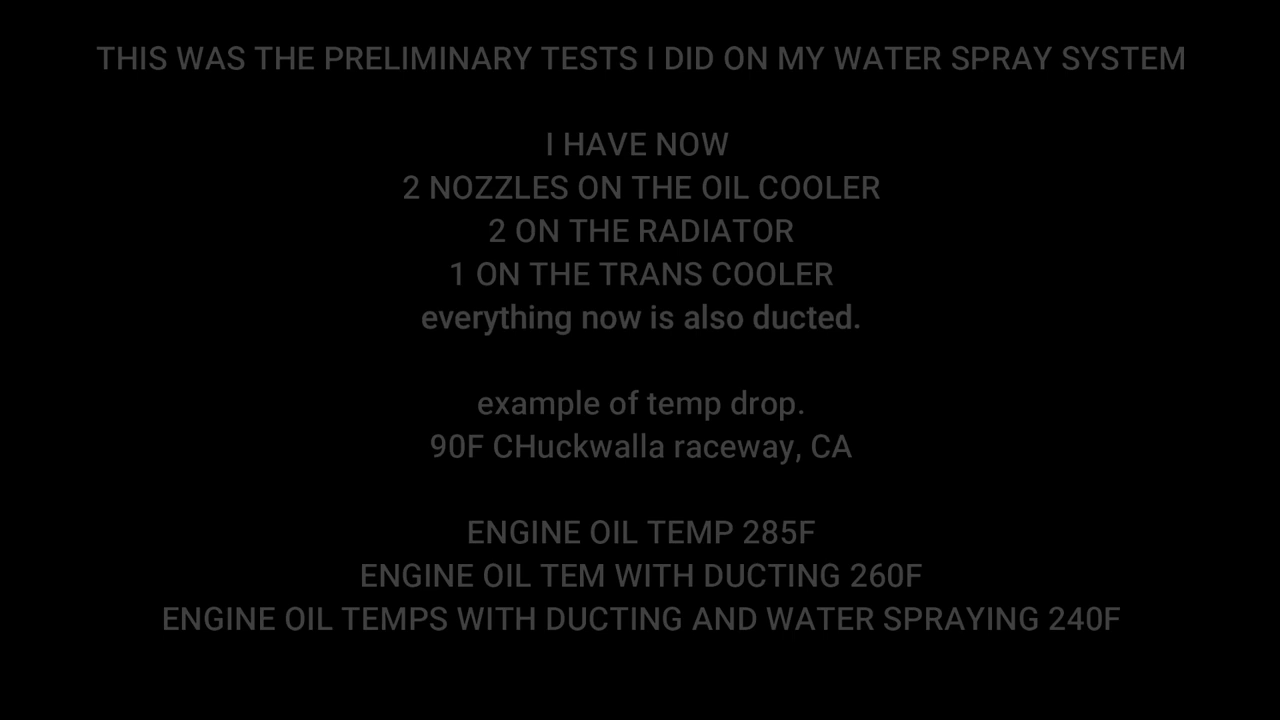 THIS WAS THE PRELIMINARY TESTS I DID ON MY WATER SPRAY SYSTEM
I HAVE NOW
2 NOZZLES ON THE OIL COOLER
2 ON THE RADIATOR
1 ON THE TRANS COOLER
everything now is also ducted.
example of temp drop.
90F CHuckwalla raceway, CA
ENGINE OIL TEMP 285F
ENGINE OIL TEM WITH DUCTING 260F
ENGINE OIL TEMPS WITH DUCTING AND WATER SPRAYING 240F